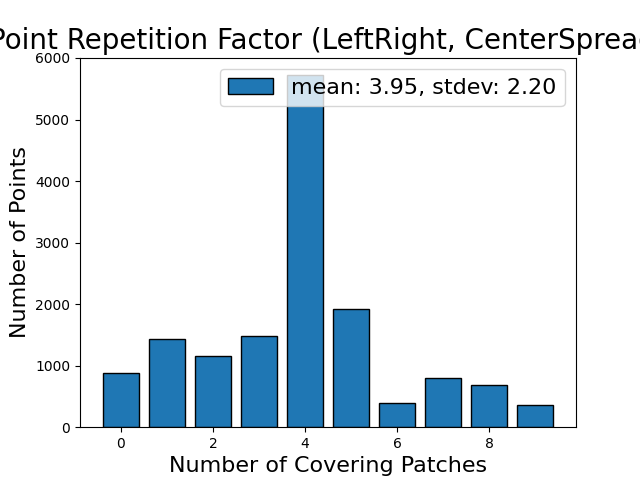 Point Repetition Factor (LeftRight, CenterSprea
mean: 3.95, stdev: 2.20
6000
5000
4000
3000
2000
1000
0
Number of Points
0 2 4 6 8
Number of Covering Patches